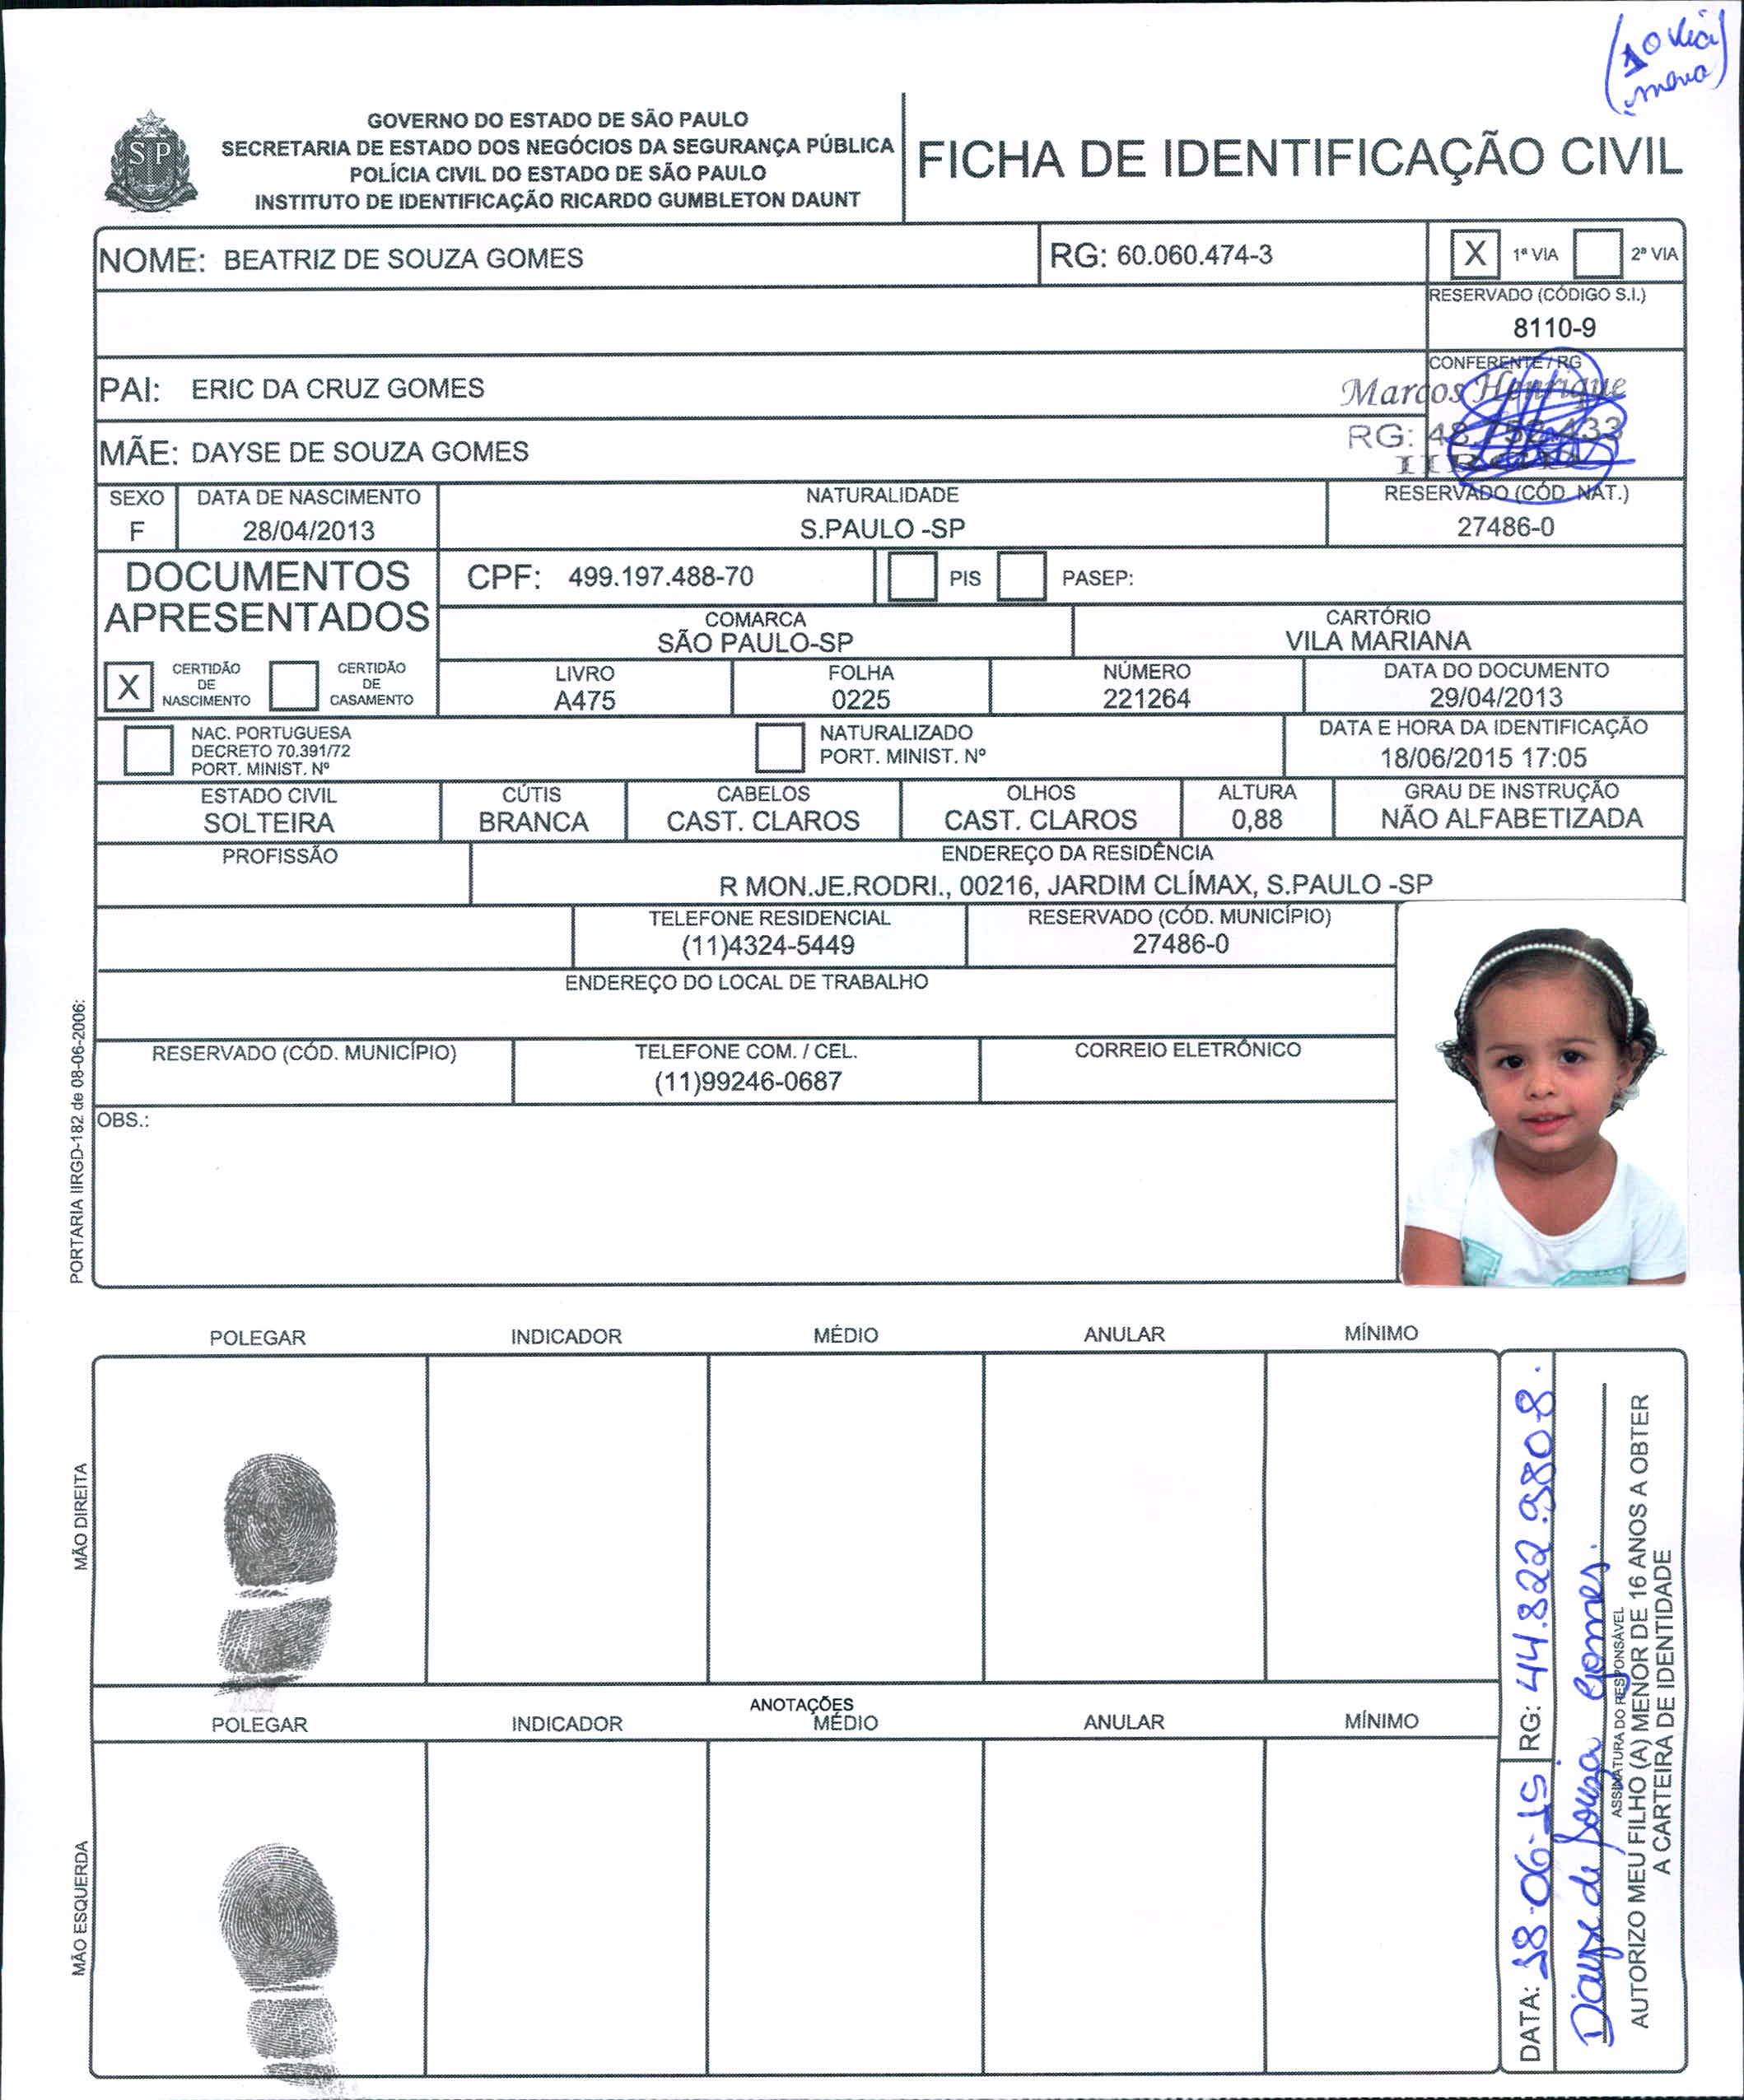 (1º via
nova)
GOVERNO DO ESTADO DE SÃO PAULO
SECRETARIA DE ESTADO DOS NEGÓCIOS DA SEGURANÇA PÚBLICA
POLÍCIA CIVIL DO ESTADO DE SÃO PAULO
INSTITUTO DE IDENTIFICAÇÃO RICARDO GUMBLETON DAUNT
SP
FICHA DE IDENTIFICAÇÃO CIVIL
NOME: BEATRIZ DE SOUZA GOMES
RG: 60.060.474-3
X 1ª VIA 2ª VIA
RESERVADO (CÓDIGO S.I.)
8110-9
PAI: ERIC DA CRUZ GOMES
CONFERENTE / RG
Marcos Henrique
RG:
MÃE: DAYSE DE SOUZA GOMES
SEXO
F
DATA DE NASCIMENTO
28/04/2013
NATURALIDADE
S.PAULO -SP
RESERVADO (CÓD. NAT.)
27486-0
DOCUMENTOS
APRESENTADOS
CPF: 499.197.488-70
PIS PASEP:
COMARCA
SÃO PAULO-SP
CARTÓRIO
VILA MARIANA
X CERTIDÃO
DE
NASCIMENTO
CERTIDÃO
DE
CASAMENTO
LIVRO
A475
FOLHA
0225
NÚMERO
221264
DATA DO DOCUMENTO
29/04/2013
NAC. PORTUGUESA
DECRETO 70.391/72
PORT. MINIST. Nº
NATURALIZADO
PORT. MINIST. Nº
DATA E HORA DA IDENTIFICAÇÃO
18/06/2015 17:05
ESTADO CIVIL
SOLTEIRA
CÚTIS
BRANCA
CABELOS
CAST. CLAROS
OLHOS
CAST. CLAROS
ALTURA
0,88
GRAU DE INSTRUÇÃO
NÃO ALFABETIZADA
PROFISSÃO
ENDEREÇO DA RESIDÊNCIA
R MON.JE.RODRI., 00216, JARDIM CLÍMAX, S.PAULO -SP
TELEFONE RESIDENCIAL
(11)4324-5449
RESERVADO (CÓD. MUNICÍPIO)
27486-0
ENDEREÇO DO LOCAL DE TRABALHO
RESERVADO (CÓD. MUNICÍPIO)
TELEFONE COM. / CEL.
(11)99246-0687
CORREIO ELETRÔNICO
OBS.:
PORTARIA IIRGD-182 de 08-06-2006:
POLEGAR INDICADOR MÉDIO ANULAR MÍNIMO
MÃO DIREITA
ANOTAÇÕES
POLEGAR INDICADOR MÉDIO ANULAR MÍNIMO
MÃO ESQUERDA
DATA: 18-06-15 RG: 44.822.980-8.
Dayse de Souza Gomes.
ASSINATURA DO RESPONSÁVEL
AUTORIZO MEU FILHO (A) MENOR DE 16 ANOS A OBTER
A CARTEIRA DE IDENTIDADE